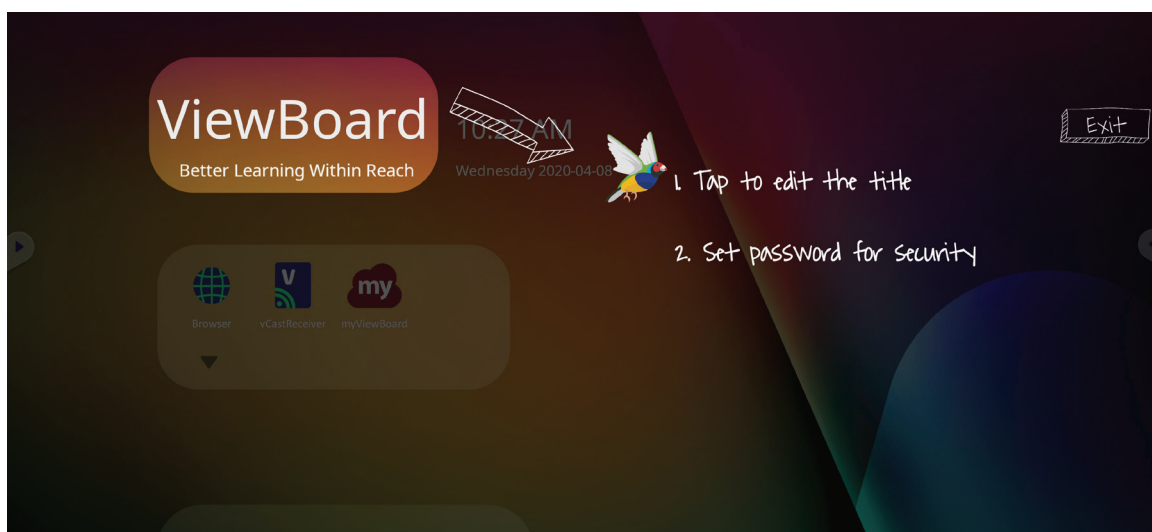 ViewBoard
Better Learning Within Reach
10:27 AM
Wednesday 2020-04-08
Exit
1. Tap to edit the title
2. Set password for security
V
my
Browser
vCastReceiver
myViewBoard